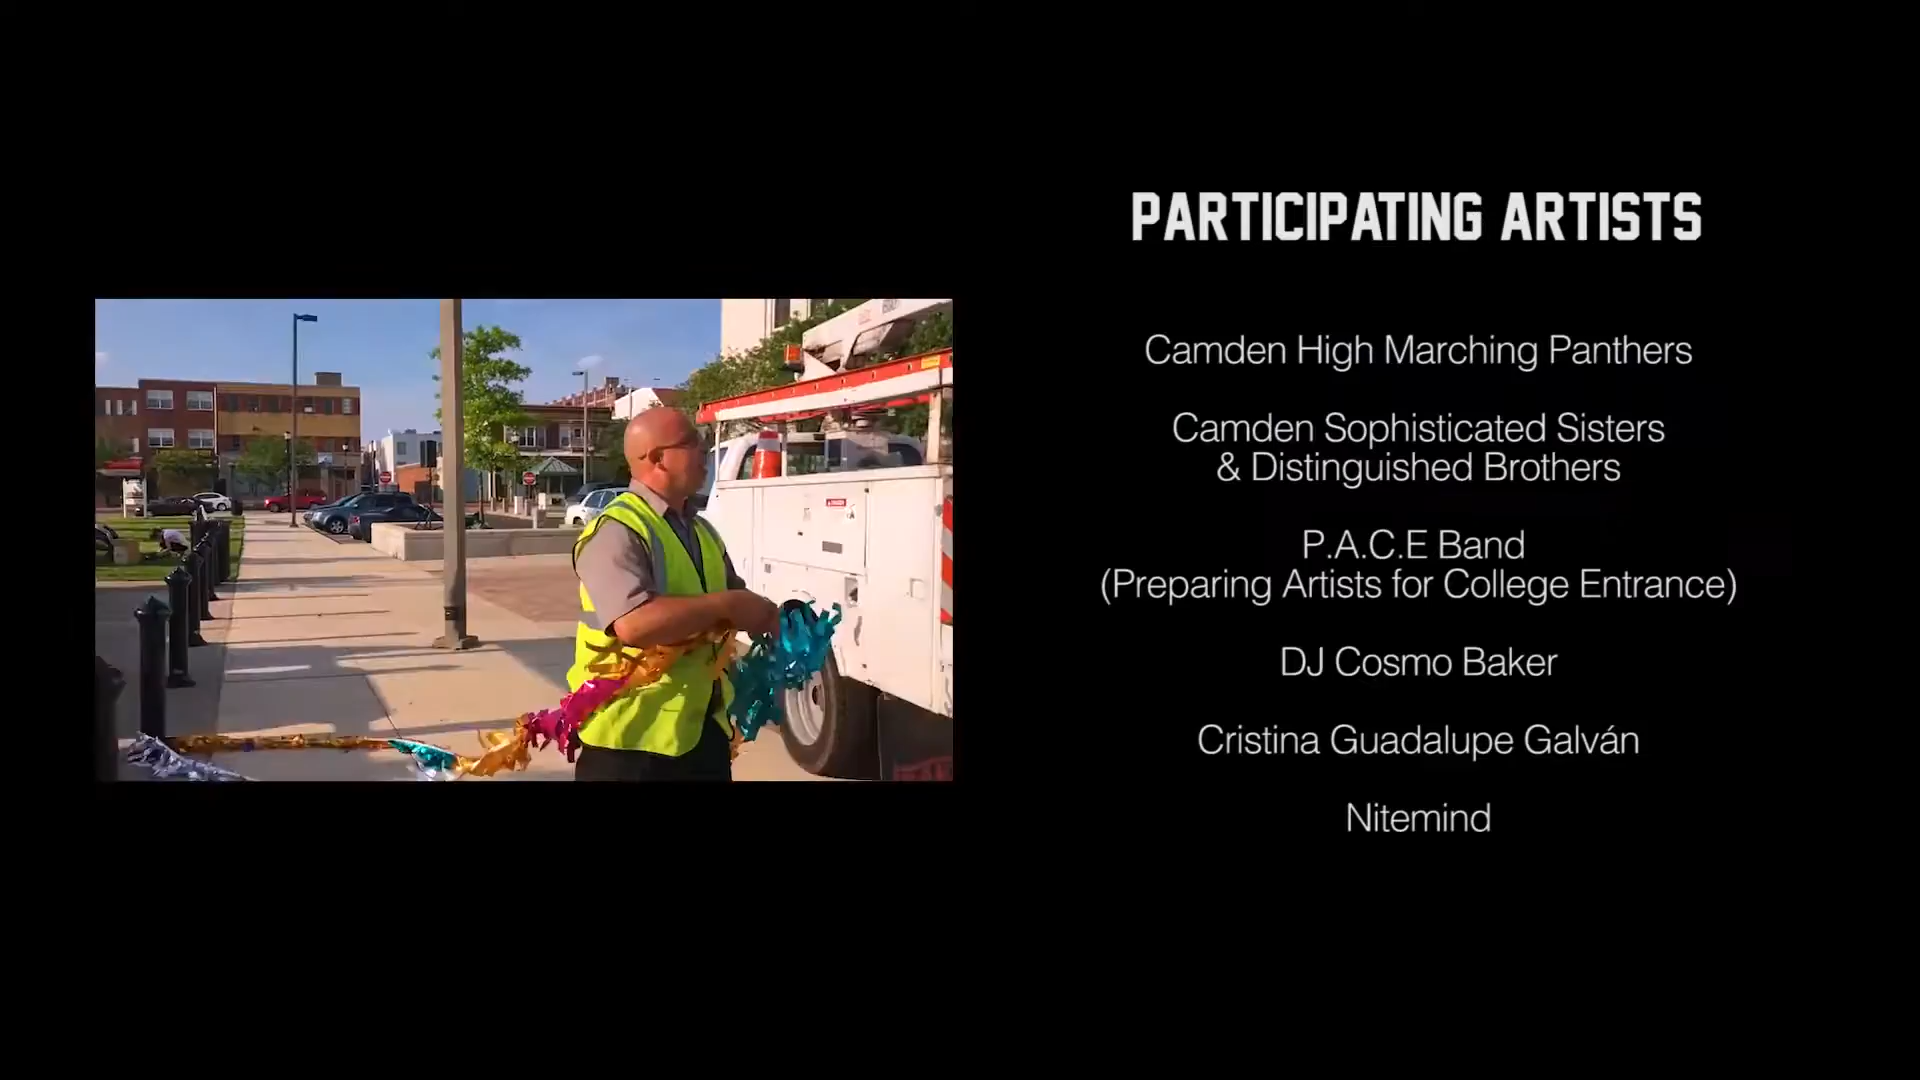 PARTICIPATING ARTISTS
Camden High Marching Panthers
Camden Sophisticated Sisters
& Distinguished Brothers
P.A.C.E Band
(Preparing Artists for College Entrance)
DJ Cosmo Baker
Cristina Guadalupe Galván
Nitemind